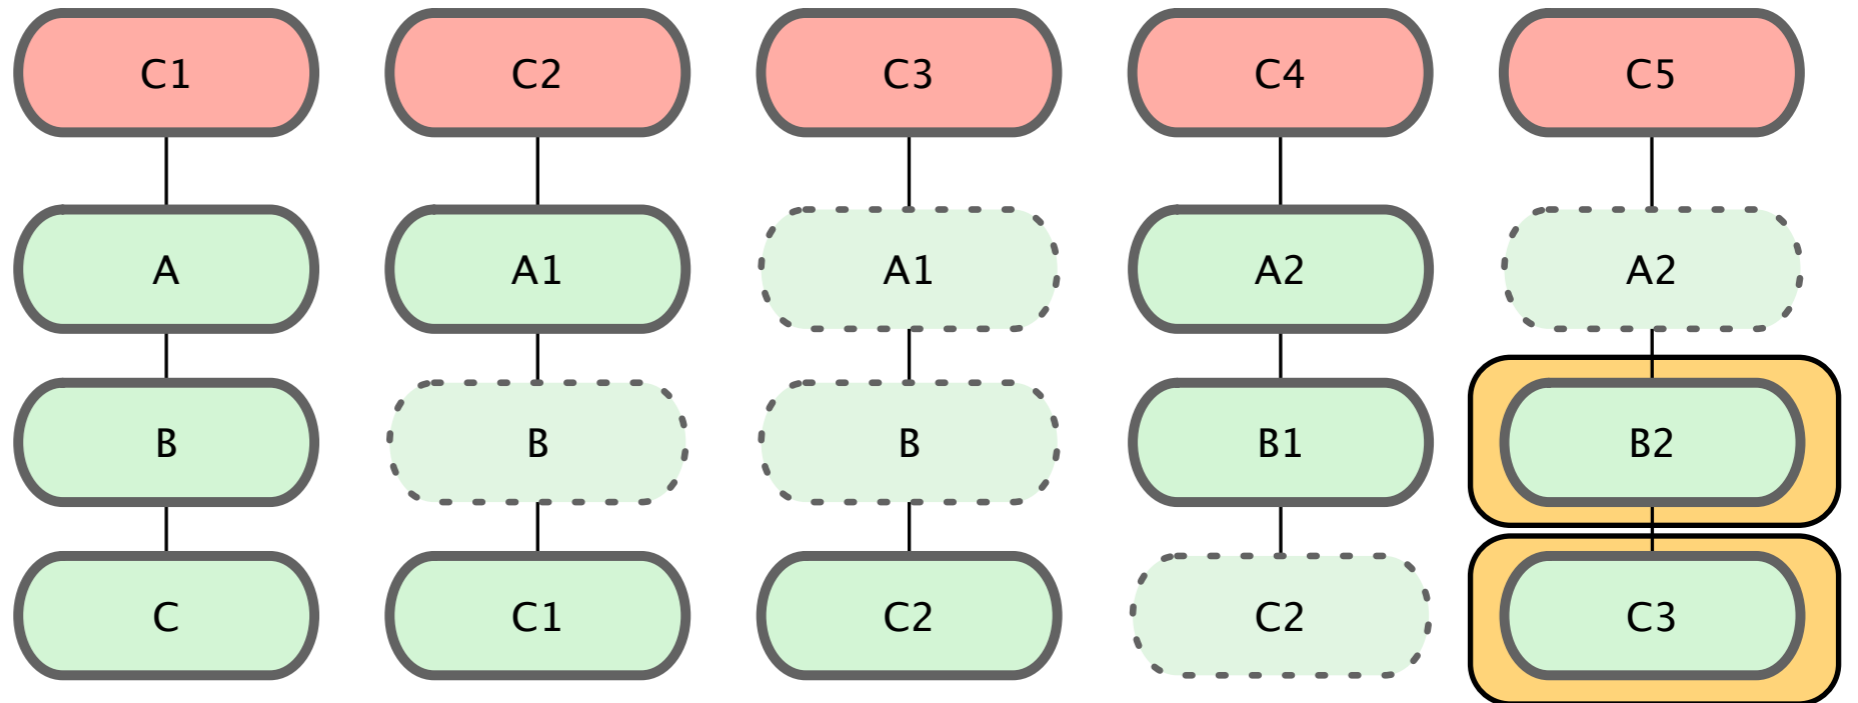 C1 C2 C3 C4 C5
A A1 A1 A2 A2
B B B B1 B2
C C1 C2 C2 C3